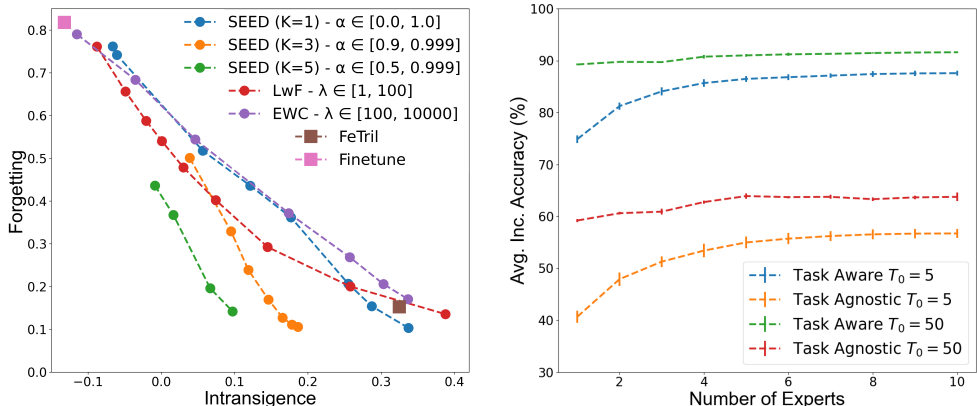 SEED (K=1) - α ∈ [0.0, 1.0]
SEED (K=3) - α ∈ [0.9, 0.999]
SEED (K=5) - α ∈ [0.5, 0.999]
LwF - λ ∈ [1, 100]
EWC - λ ∈ [100, 10000]
FeTril
Finetune
Forgetting
0.8
0.7
0.6
0.5
0.4
0.3
0.2
0.1
0.0
−0.1 0.0 0.1 0.2 0.3 0.4
Intransigence
Avg. Inc. Accuracy (%)
100
90
80
70
60
50
40
30
Task Aware T₀ = 5
Task Agnostic T₀ = 5
Task Aware T₀ = 50
Task Agnostic T₀ = 50
2 4 6 8 10
Number of Experts